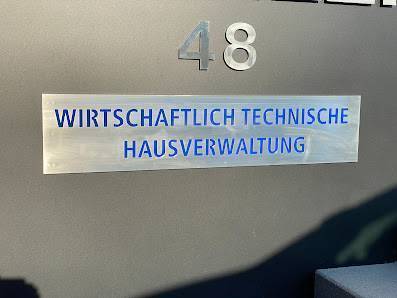 48
WIRTSCHAFTLICH TECHNISCHE
HAUSVERWALTUNG